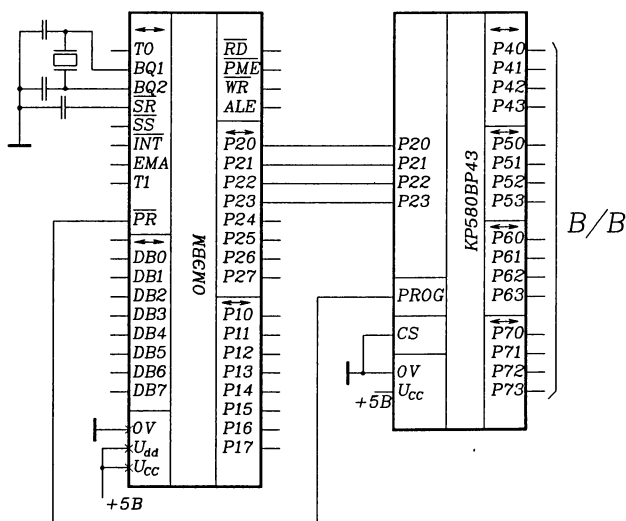 T0
BQ1
BQ2
SR
SS
INT
EMA
T1
PR
DB0
DB1
DB2
DB3
DB4
DB5
DB6
DB7
0V
Udd
UCC
+5В
ОМЭВМ
RD
PME
WR
ALE
P20
P21
P22
P23
P24
P25
P26
P27
P10
P11
P12
P13
P14
P15
P16
P17
P20
P21
P22
P23
PROG
CS
0V
UCC
+5В
КР580ВР43
P40
P41
P42
P43
P50
P51
P52
P53
P60
P61
P62
P63
P70
P71
P72
P73
В/В